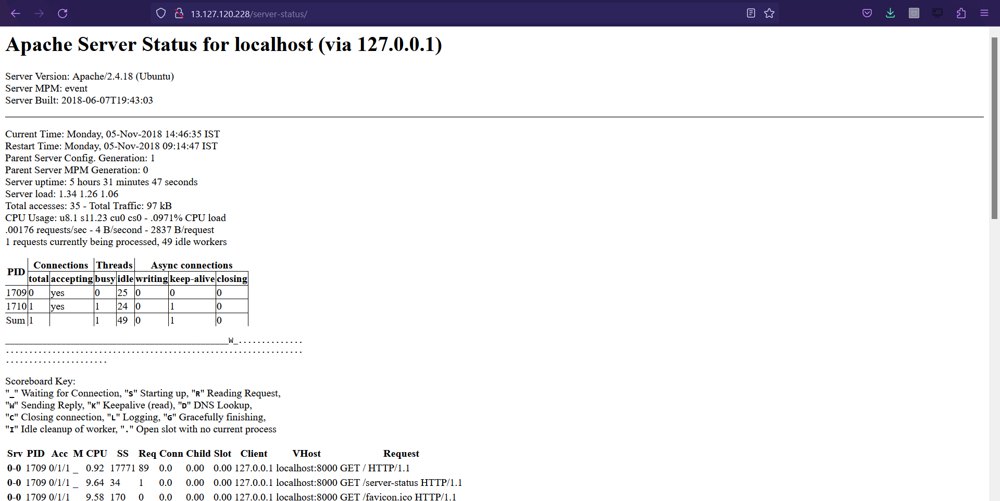 13.127.120.228/server-status/
Apache Server Status for localhost (via 127.0.0.1)
Server Version: Apache/2.4.18 (Ubuntu)
Server MPM: event
Server Built: 2018-06-07T19:43:03
Current Time: Monday, 05-Nov-2018 14:46:35 IST
Restart Time: Monday, 05-Nov-2018 09:14:47 IST
Parent Server Config. Generation: 1
Parent Server MPM Generation: 0
Server uptime: 5 hours 31 minutes 47 seconds
Server load: 1.34 1.26 1.06
Total accesses: 35 - Total Traffic: 97 kB
CPU Usage: u8.1 s11.23 cu0 cs0 - .0971% CPU load
.00176 requests/sec - 4 B/second - 2837 B/request
1 requests currently being processed, 49 idle workers
PID Connections Threads Async connections
total accepting busy idle writing keep-alive closing
1709 0 yes 0 25 0 0 0
1710 1 yes 1 24 0 1 0
Sum 1 1 49 0 1 0
________________________________________________W_..............
................................................................
......................
Scoreboard Key:
"_" Waiting for Connection, "S" Starting up, "R" Reading Request,
"W" Sending Reply, "K" Keepalive (read), "D" DNS Lookup,
"C" Closing connection, "L" Logging, "G" Gracefully finishing,
"I" Idle cleanup of worker, "." Open slot with no current process
Srv PID Acc M CPU SS Req Conn Child Slot Client VHost Request
0-0 1709 0/1/1 _ 0.92 17771 89 0.0 0.00 0.00 127.0.0.1 localhost:8000 GET / HTTP/1.1
0-0 1709 0/1/1 _ 9.64 34 1 0.0 0.00 0.00 127.0.0.1 localhost:8000 GET /server-status HTTP/1.1
0-0 1709 0/1/1 9.58 170 0 0.0 0.00 0.00 127.0.0.1 localhost:8000 GET /favicon.ico HTTP/1.1